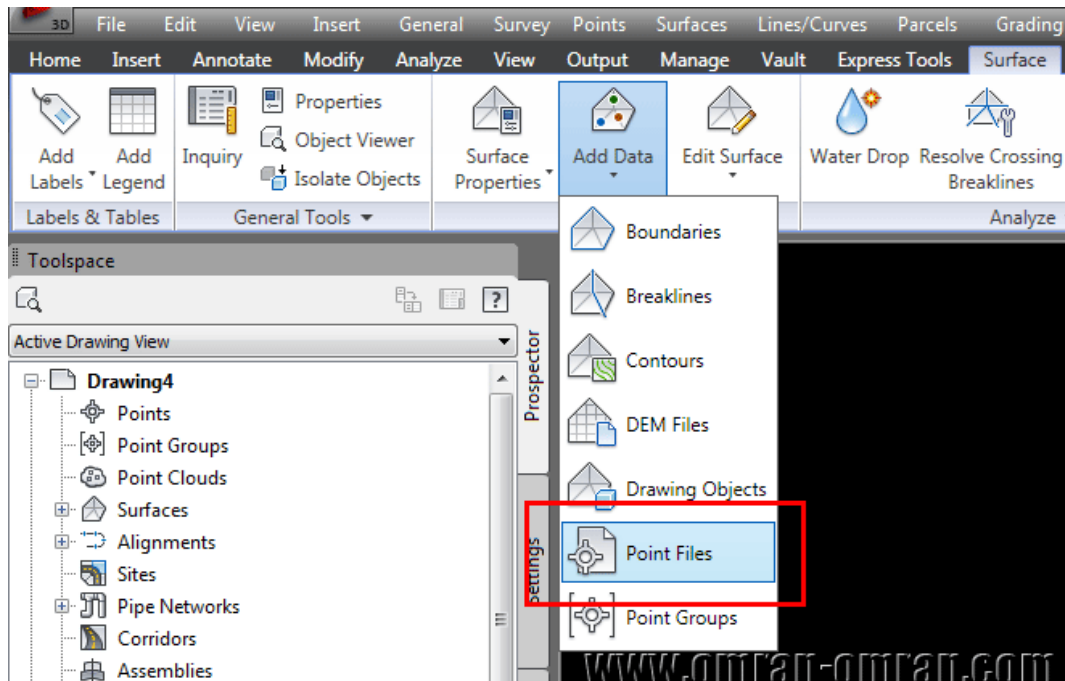 3D File Edit View Insert General Survey Points Surfaces Lines/Curves Parcels Grading
Home Insert Annotate Modify Analyze View Output Manage Vault Express Tools Surface
Properties
Object Viewer
Isolate Objects
Add Labels
Add Legend
Inquiry
Surface Properties
Add Data
Edit Surface
Water Drop
Resolve Crossing Breaklines
Labels & Tables
General Tools
Analyze
Boundaries
Breaklines
Contours
DEM Files
Drawing Objects
Point Files
Point Groups
Toolspace
?
Active Drawing View
Prospector
Settings
Drawing4
Points
Point Groups
Point Clouds
Surfaces
Alignments
Sites
Pipe Networks
Corridors
Assemblies
www.omran-omran.com